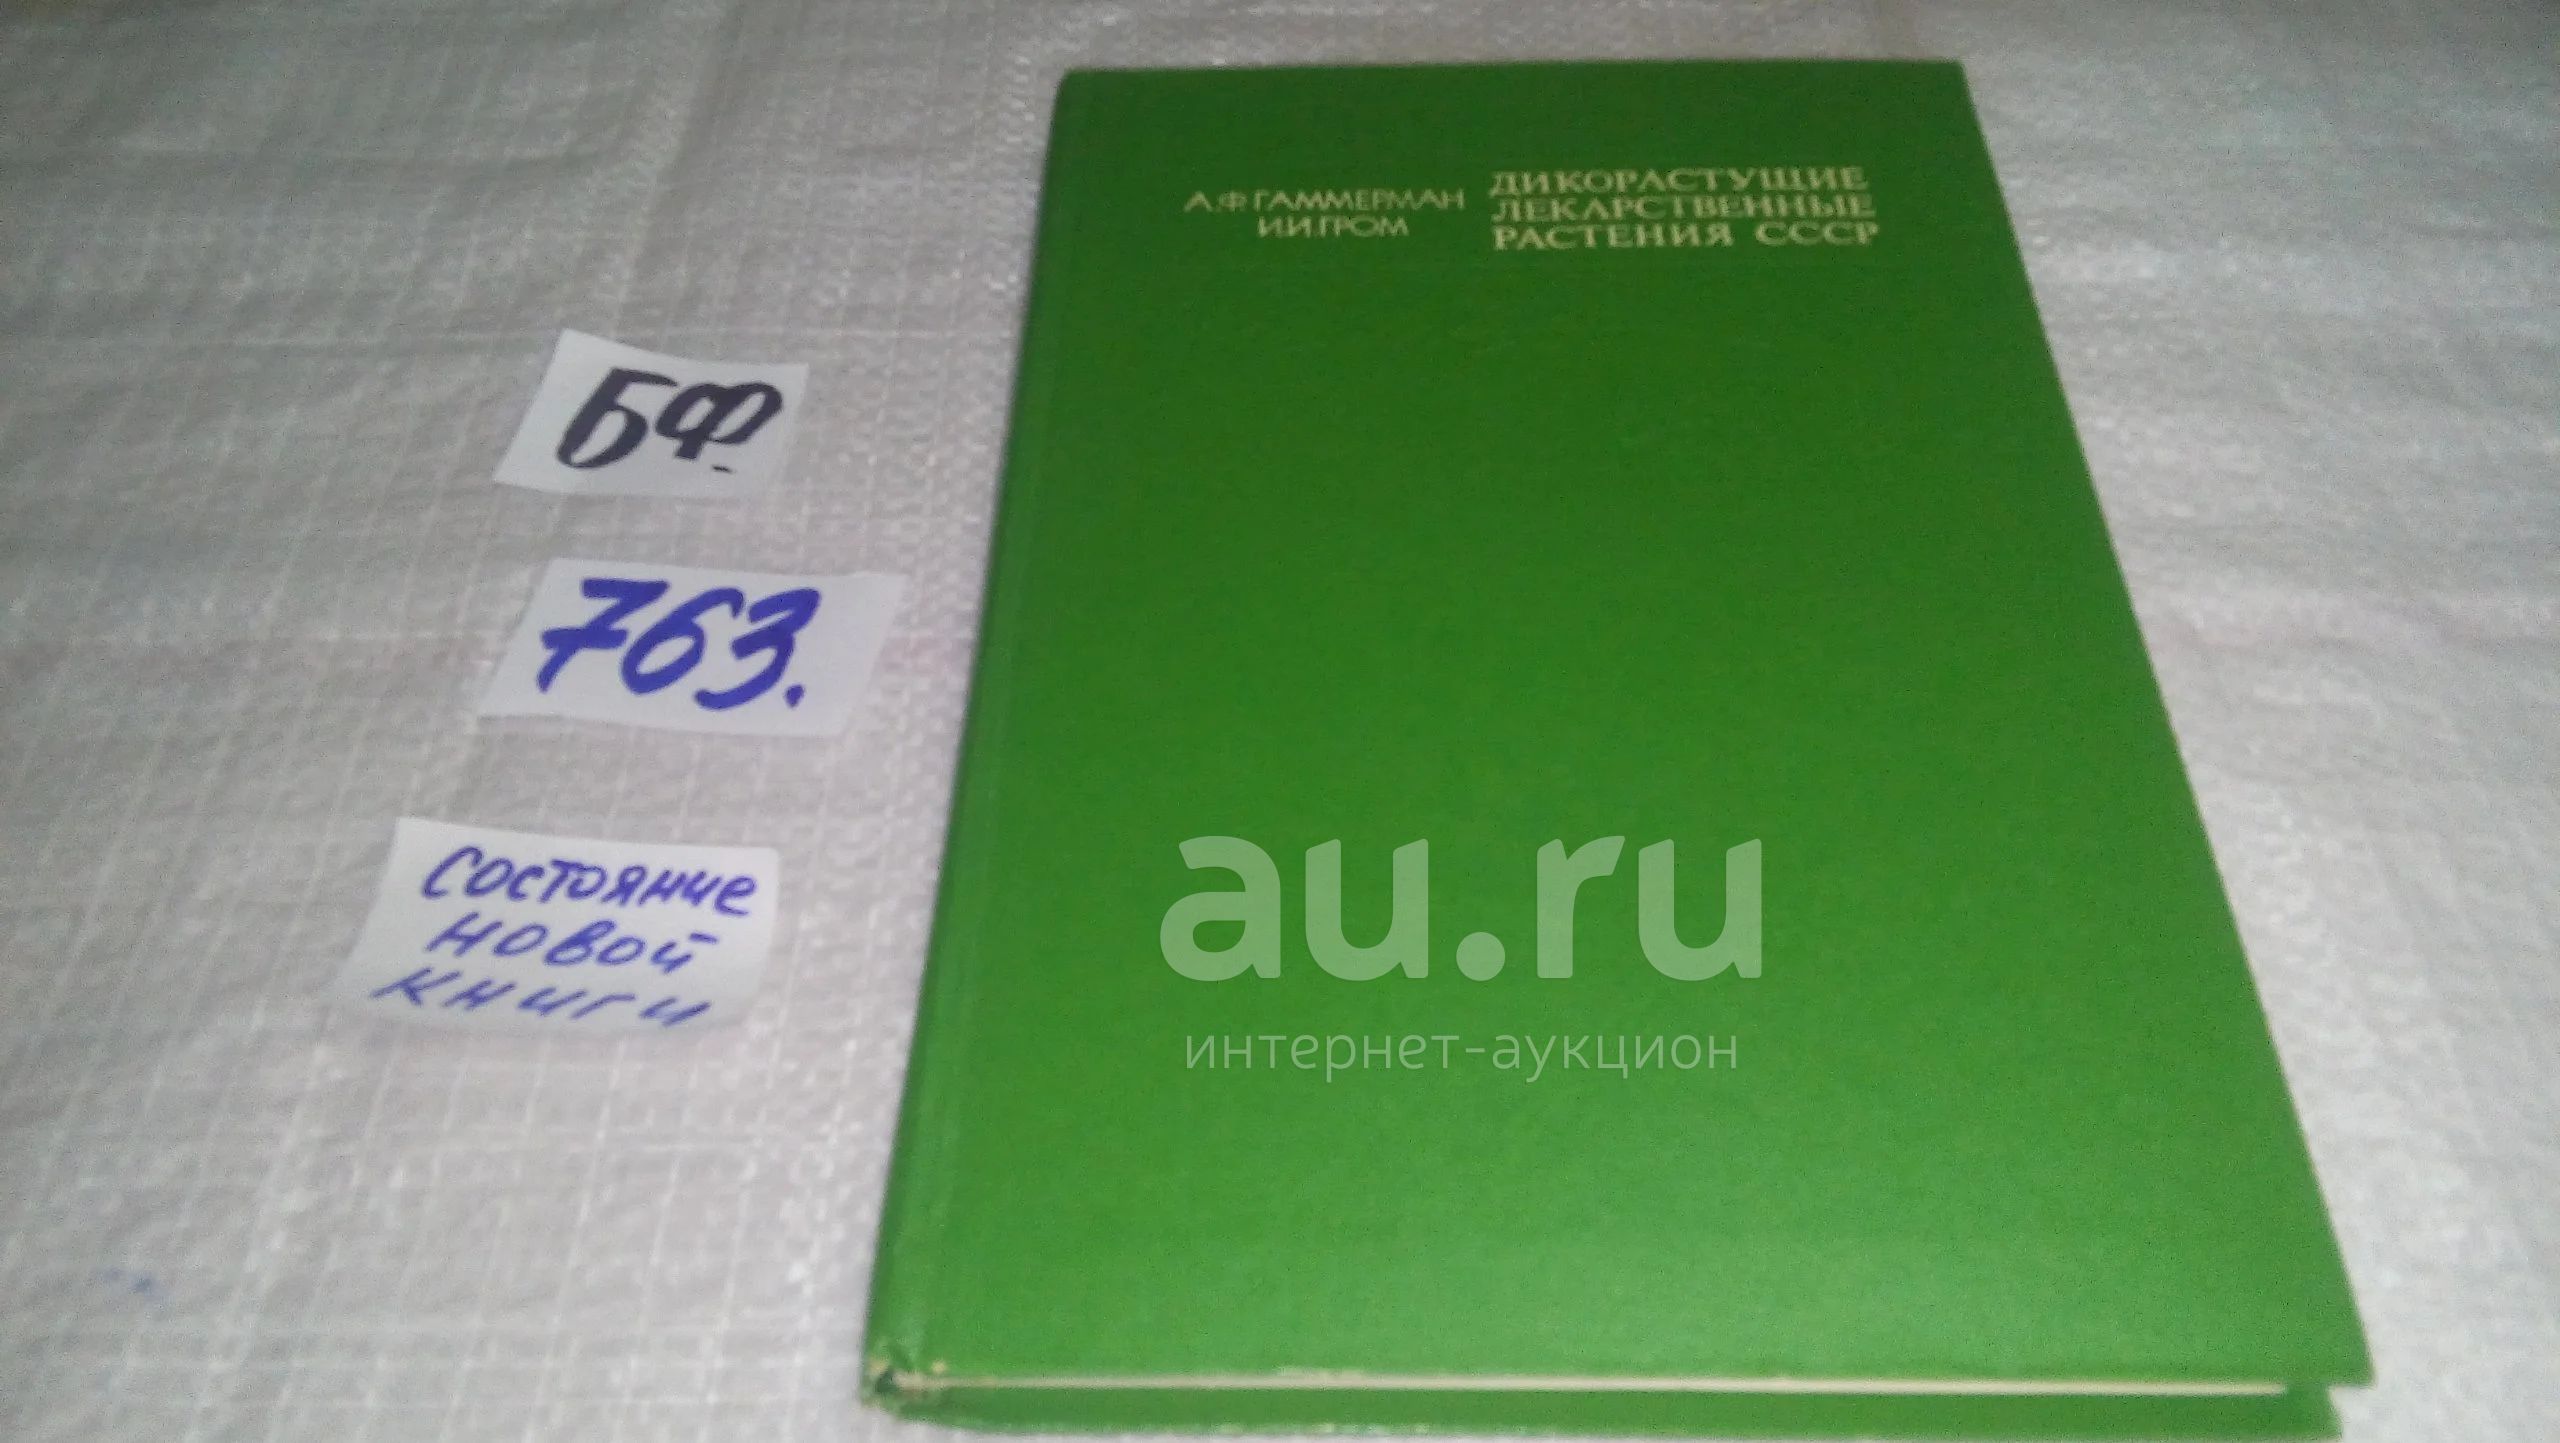 А.Ф. ГАММЕРМАН
И.И. ГРОМ
ДИКОРАСТУЩИЕ
ЛЕКАРСТВЕННЫЕ
РАСТЕНИЯ СССР
БФ.
763.
СОСТОЯНИЕ
НОВОЙ
КНИГИ
au.ru
интернет-аукцион